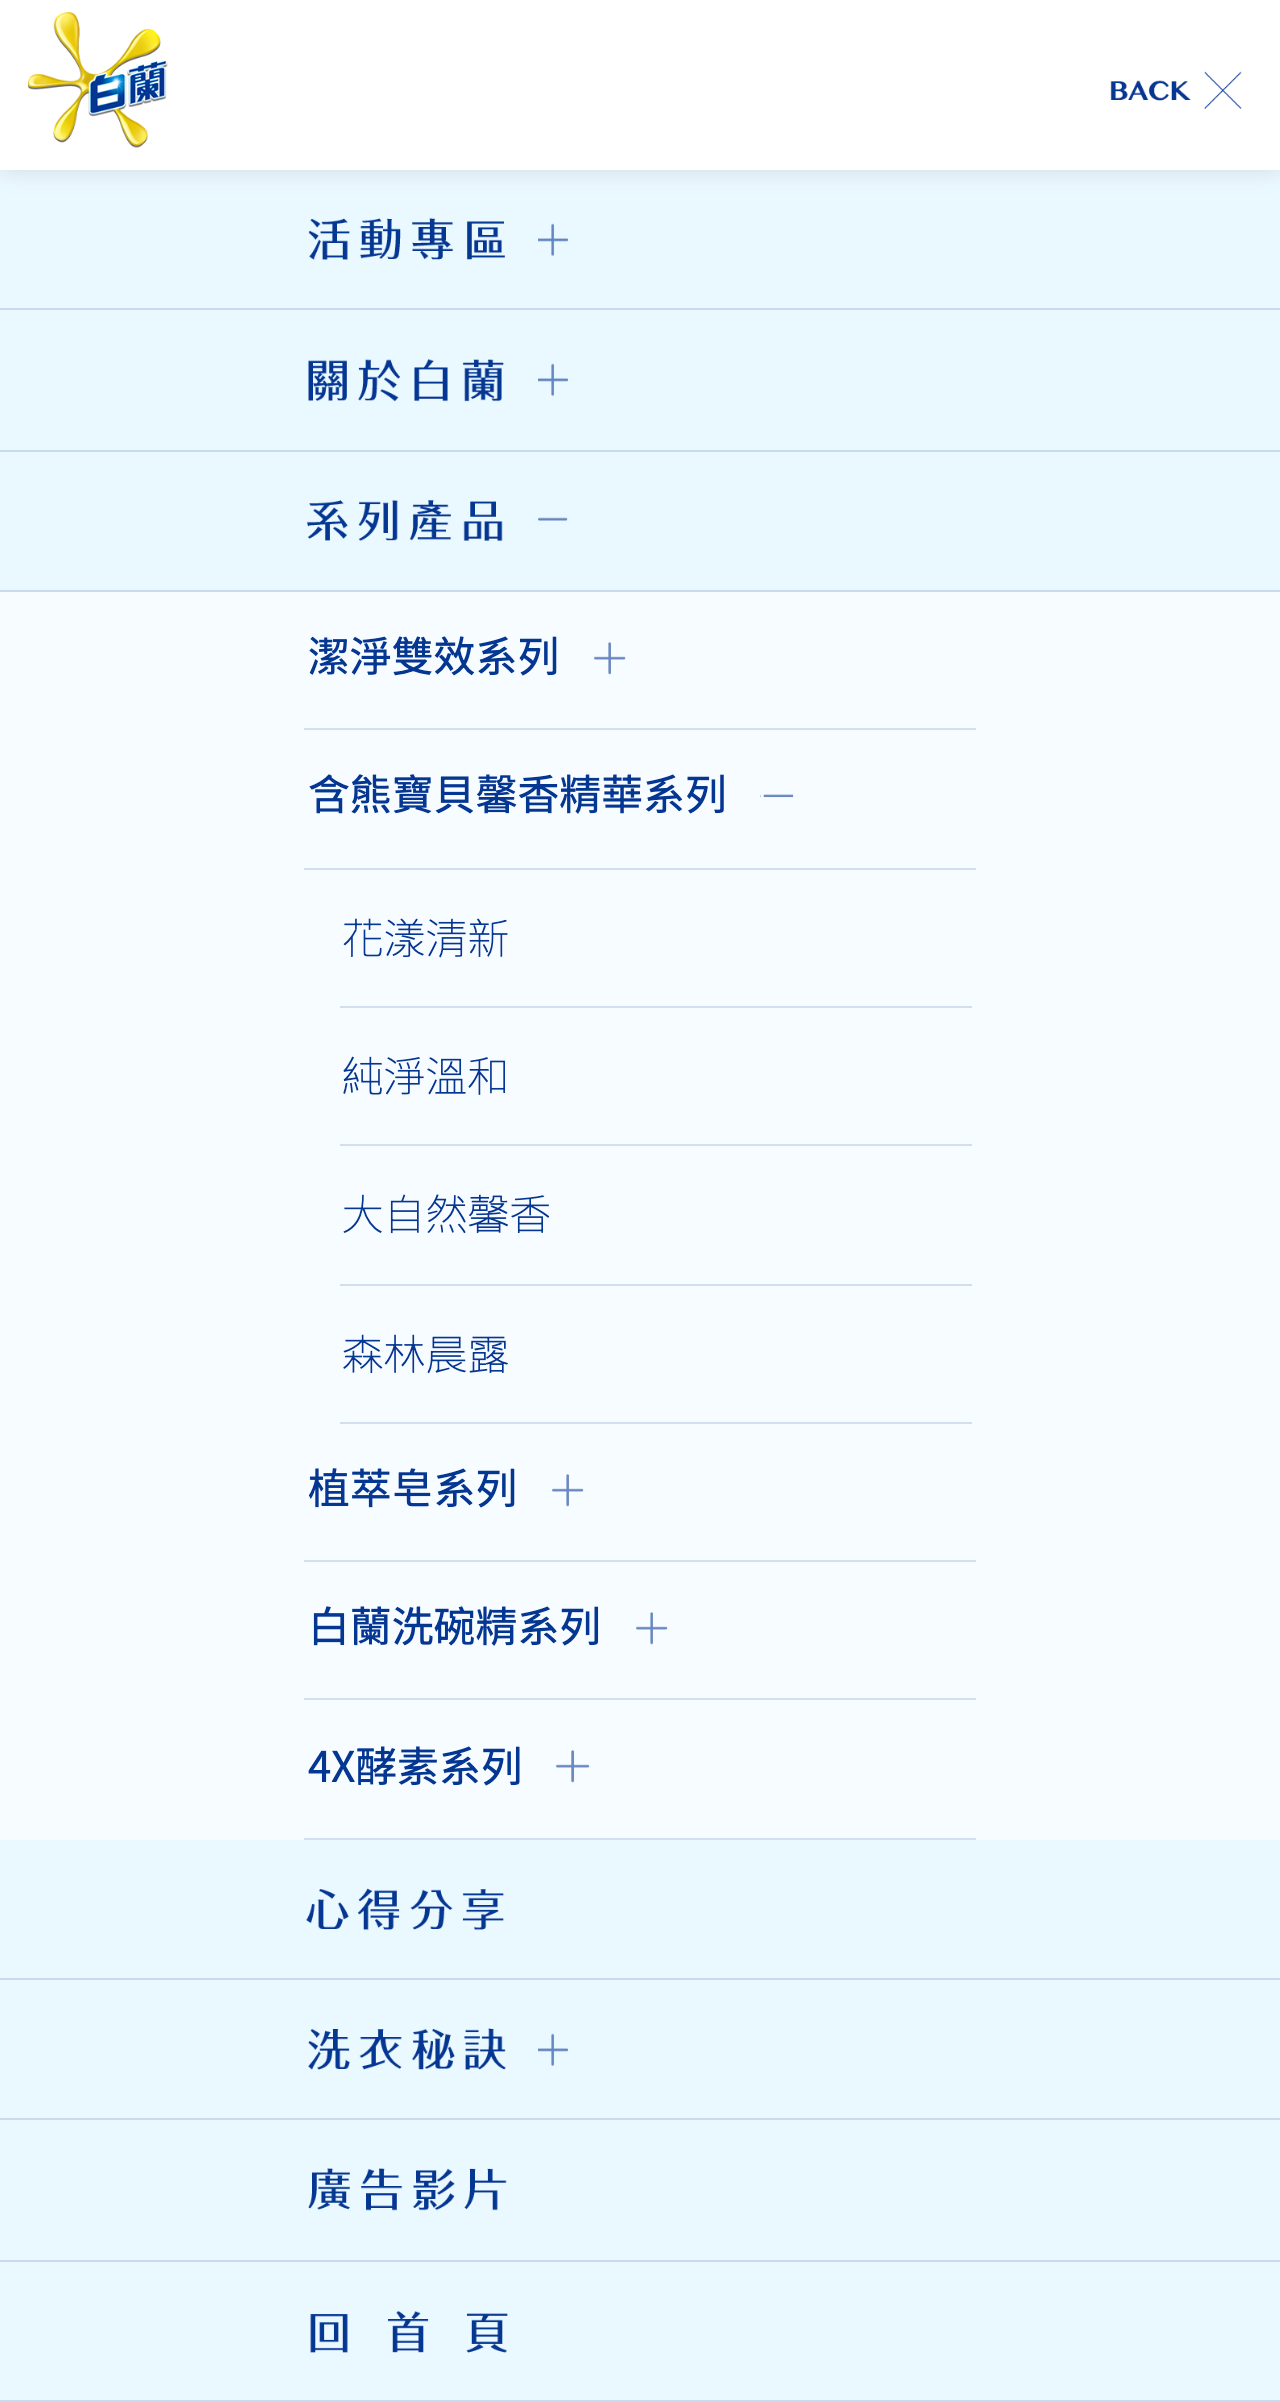 白蘭
BACK
活動專區
關於白蘭
系列產品
潔淨雙效系列
含熊寶貝馨香精華系列
花漾清新
純淨溫和
大自然馨香
森林晨露
植萃皂系列
白蘭洗碗精系列
4X酵素系列
心得分享
洗衣秘訣
廣告影片
回首頁